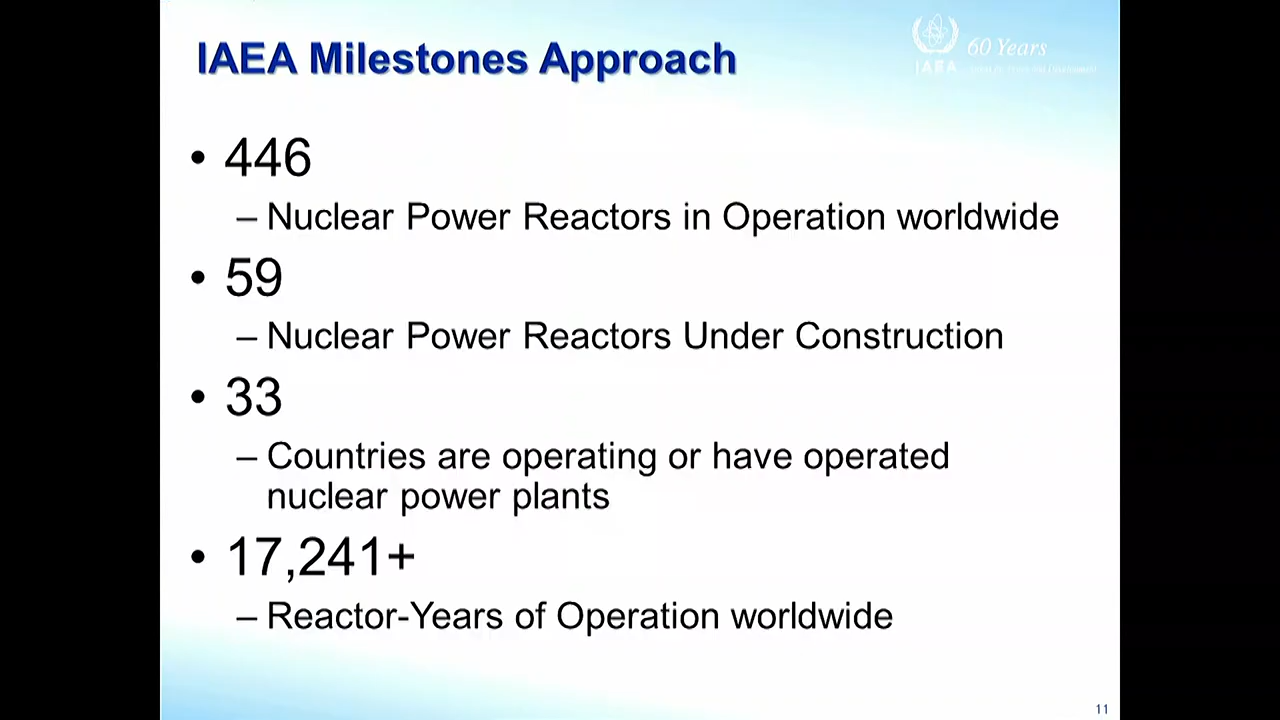 IAEA Milestones Approach
60 Years
IAEA
• 446
– Nuclear Power Reactors in Operation worldwide
• 59
– Nuclear Power Reactors Under Construction
• 33
– Countries are operating or have operated
nuclear power plants
• 17,241+
– Reactor-Years of Operation worldwide
11